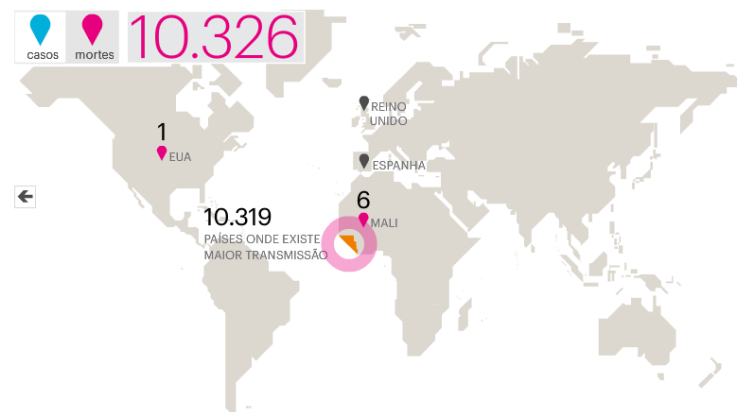 casos
mortes
10.326
REINO
UNIDO
1
EUA
ESPANHA
6
MALI
10.319
PAÍSES ONDE EXISTE
MAIOR TRANSMISSÃO